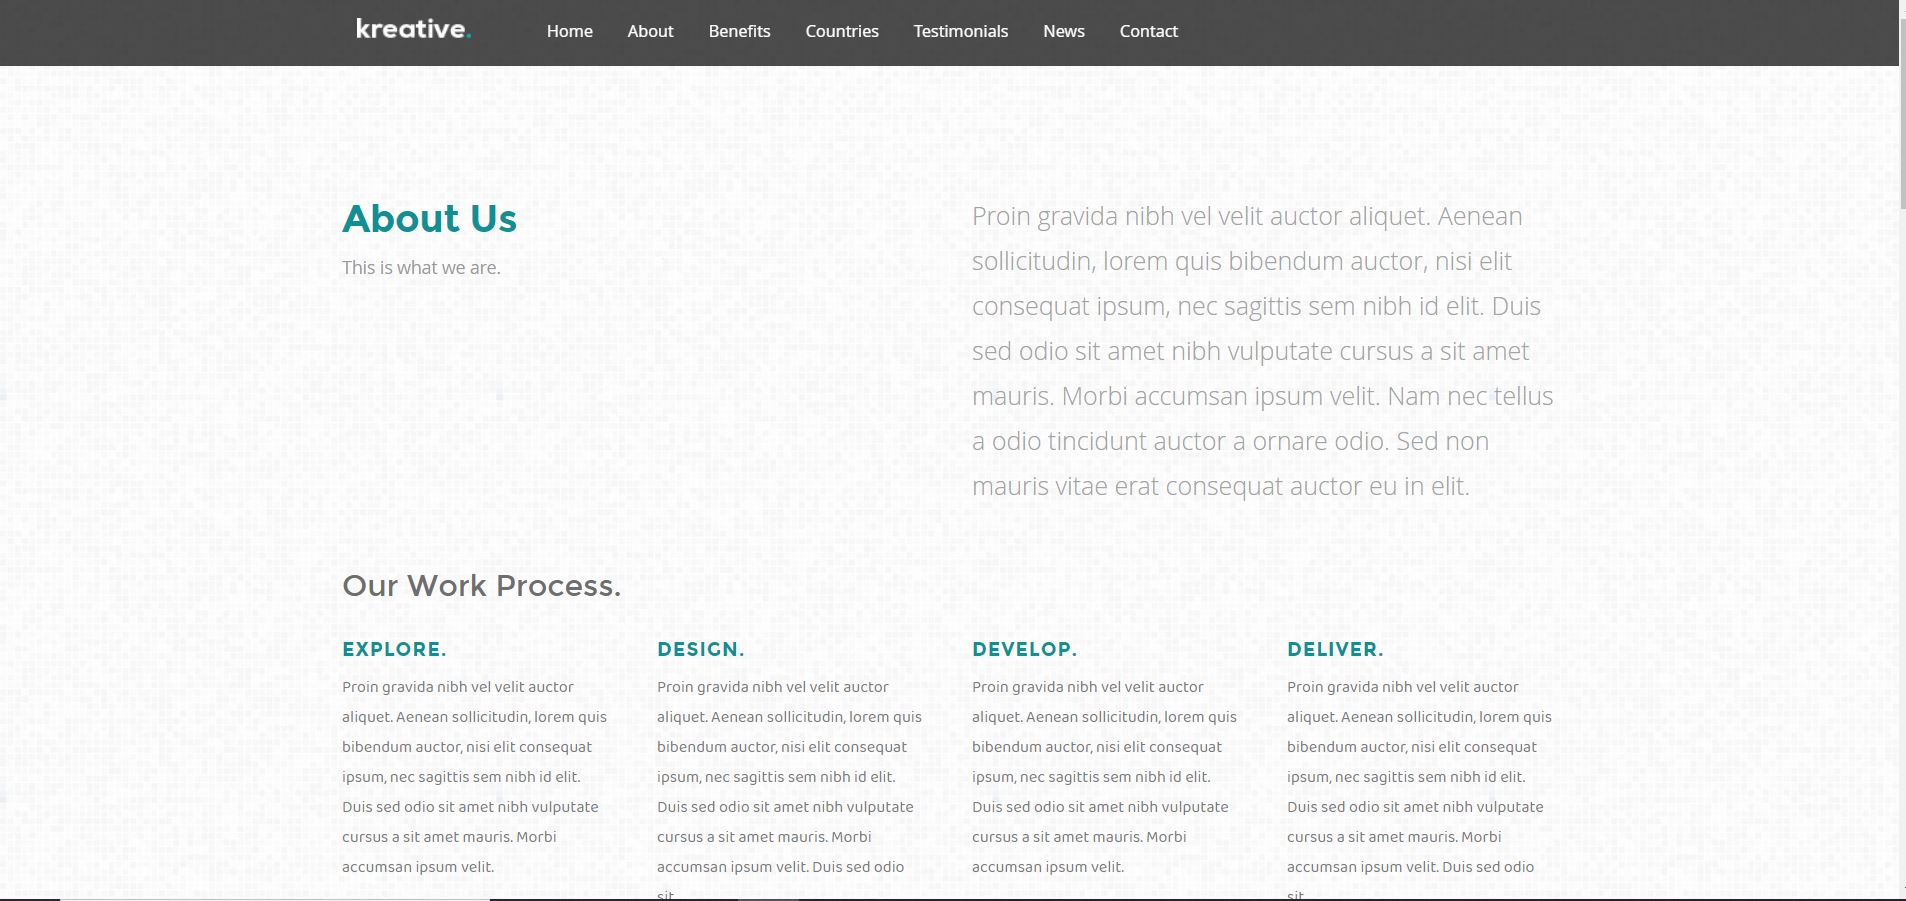 kreative.
Home About Benefits Countries Testimonials News Contact
About Us
This is what we are.
Proin gravida nibh vel velit auctor aliquet. Aenean
sollicitudin, lorem quis bibendum auctor, nisi elit
consequat ipsum, nec sagittis sem nibh id elit. Duis
sed odio sit amet nibh vulputate cursus a sit amet
mauris. Morbi accumsan ipsum velit. Nam nec tellus
a odio tincidunt auctor a ornare odio. Sed non
mauris vitae erat consequat auctor eu in elit.
Our Work Process.
EXPLORE.
Proin gravida nibh vel velit auctor
aliquet. Aenean sollicitudin, lorem quis
bibendum auctor, nisi elit consequat
ipsum, nec sagittis sem nibh id elit.
Duis sed odio sit amet nibh vulputate
cursus a sit amet mauris. Morbi
accumsan ipsum velit.
DESIGN.
Proin gravida nibh vel velit auctor
aliquet. Aenean sollicitudin, lorem quis
bibendum auctor, nisi elit consequat
ipsum, nec sagittis sem nibh id elit.
Duis sed odio sit amet nibh vulputate
cursus a sit amet mauris. Morbi
accumsan ipsum velit. Duis sed odio
sit
DEVELOP.
Proin gravida nibh vel velit auctor
aliquet. Aenean sollicitudin, lorem quis
bibendum auctor, nisi elit consequat
ipsum, nec sagittis sem nibh id elit.
Duis sed odio sit amet nibh vulputate
cursus a sit amet mauris. Morbi
accumsan ipsum velit.
DELIVER.
Proin gravida nibh vel velit auctor
aliquet. Aenean sollicitudin, lorem quis
bibendum auctor, nisi elit consequat
ipsum, nec sagittis sem nibh id elit.
Duis sed odio sit amet nibh vulputate
cursus a sit amet mauris. Morbi
accumsan ipsum velit. Duis sed odio
sit